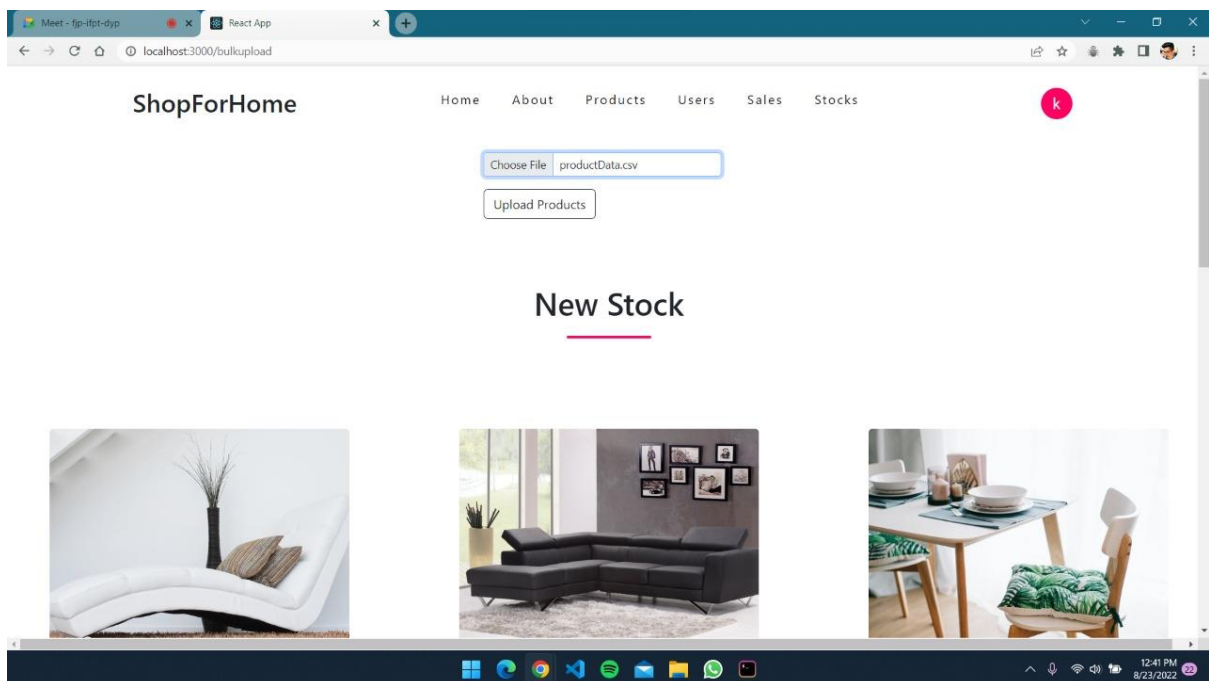 Meet - fjp-ifpt-dyp
React App
localhost:3000/bulkupload
ShopForHome
Home About Products Users Sales Stocks
k
Choose File productData.csv
Upload Products
New Stock
12:41 PM
8/23/2022
22